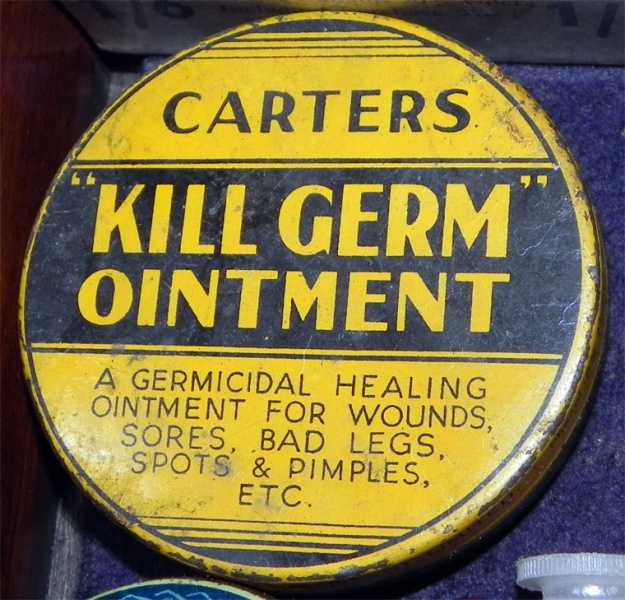 CARTERS
"KILL GERM"
OINTMENT
A GERMICIDAL HEALING
OINTMENT FOR WOUNDS,
SORES, BAD LEGS,
SPOTS & PIMPLES,
ETC.